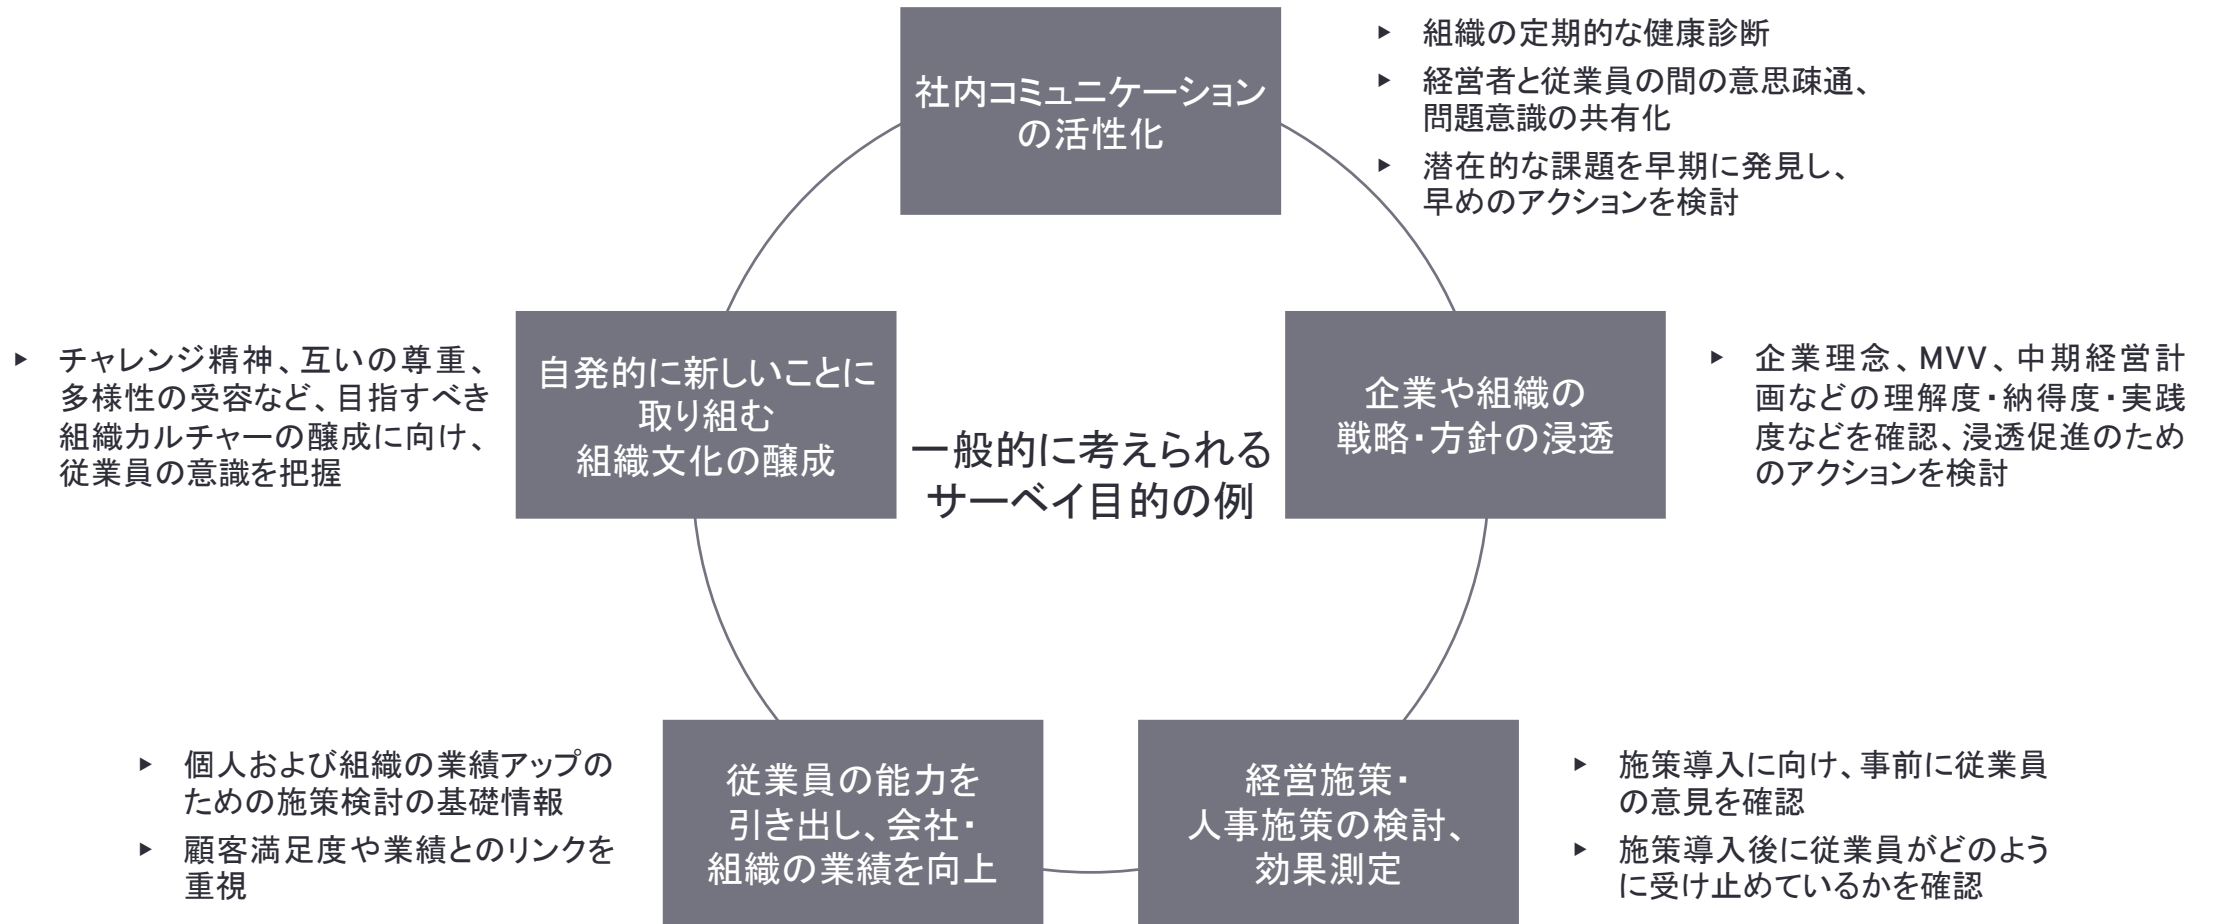 社内コミュニケーション
の活性化
▶ 組織の定期的な健康診断
▶ 経営者と従業員の間の意思疎通、
問題意識の共有化
▶ 潜在的な課題を早期に発見し、
早めのアクションを検討
▶ チャレンジ精神、互いの尊重、
多様性の受容など、目指すべき
組織カルチャーの醸成に向け、
従業員の意識を把握
自発的に新しいことに
取り組む
組織文化の醸成
一般的に考えられる
サーベイ目的の例
企業や組織の
戦略・方針の浸透
▶ 企業理念、MVV、中期経営計
画などの理解度・納得度・実践
度などを確認、浸透促進のため
のアクションを検討
▶ 個人および組織の業績アップの
ための施策検討の基礎情報
▶ 顧客満足度や業績とのリンクを
重視
従業員の能力を
引き出し、会社・
組織の業績を向上
経営施策・
人事施策の検討、
効果測定
▶ 施策導入に向け、事前に従業員
の意見を確認
▶ 施策導入後に従業員がどのよう
に受け止めているかを確認